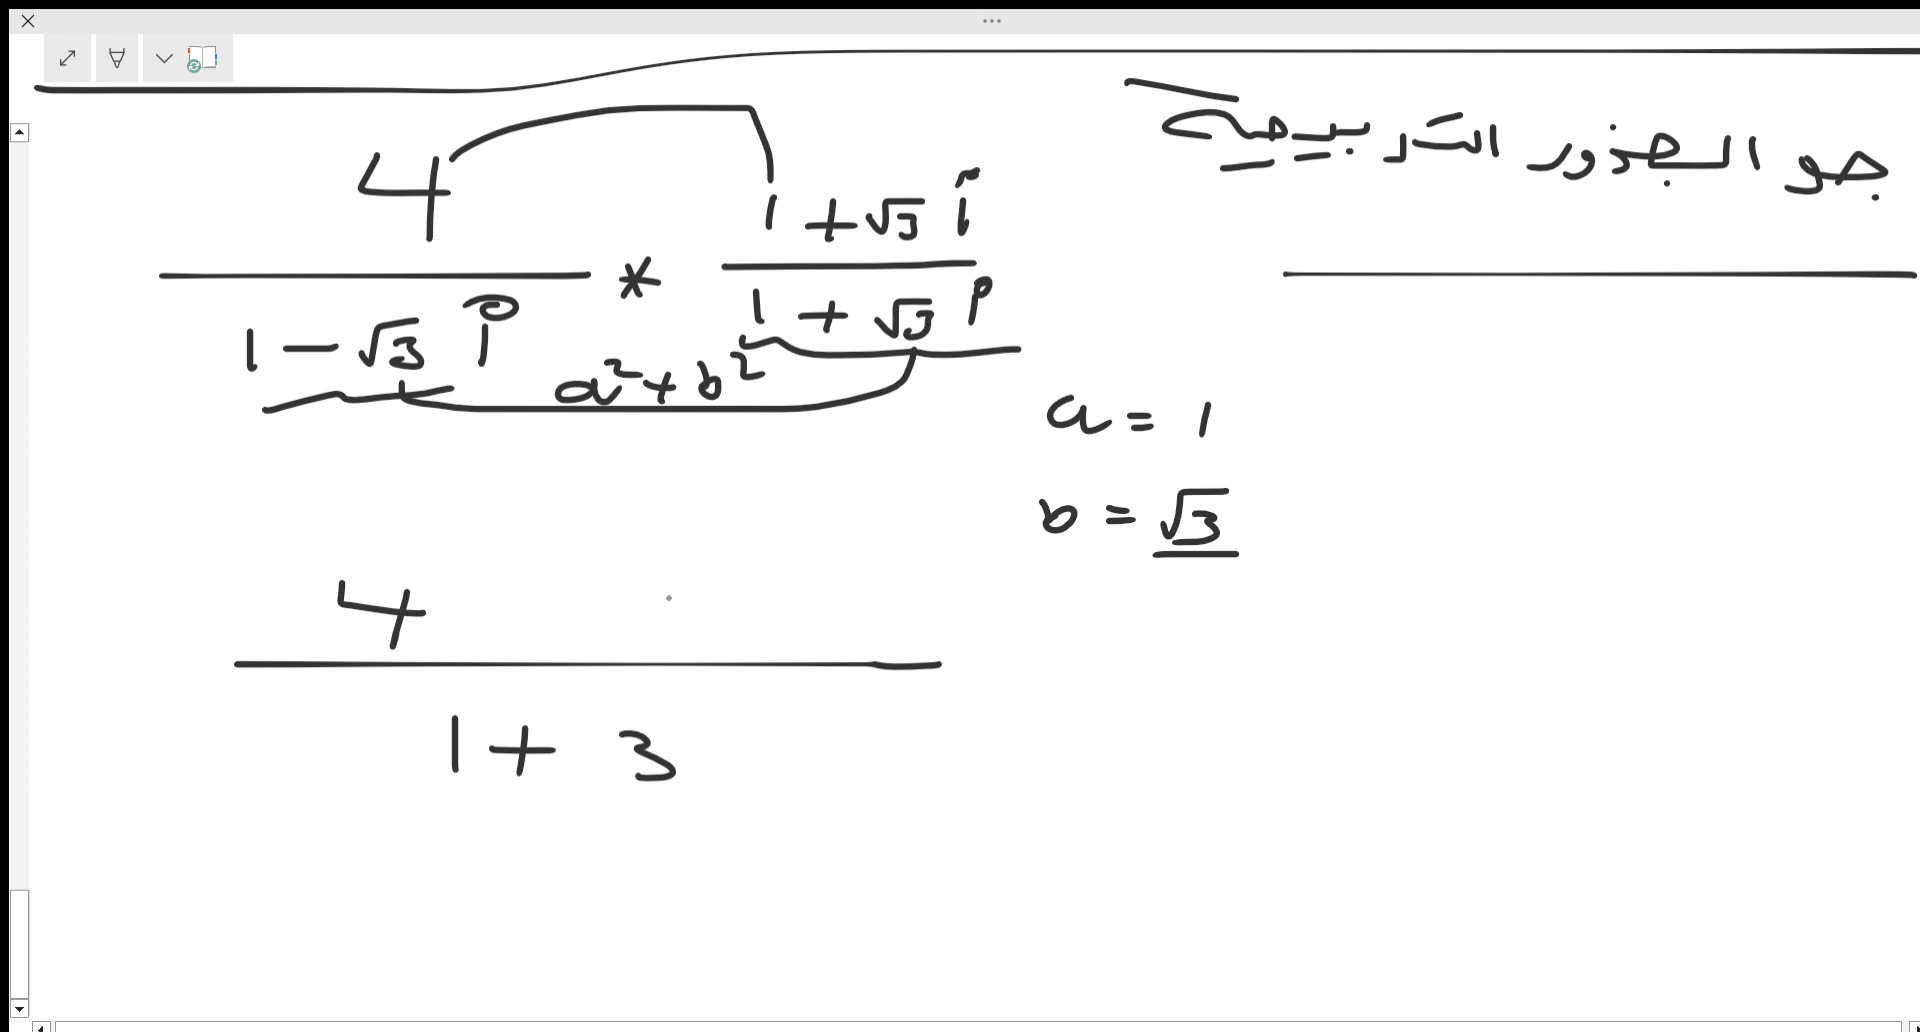 جو الجذور التربيعية
4 / 1 − √3 i * 1 + √3 i / 1 + √3 i
a² + b²
a = 1
b = √3
4 / 1 + 3